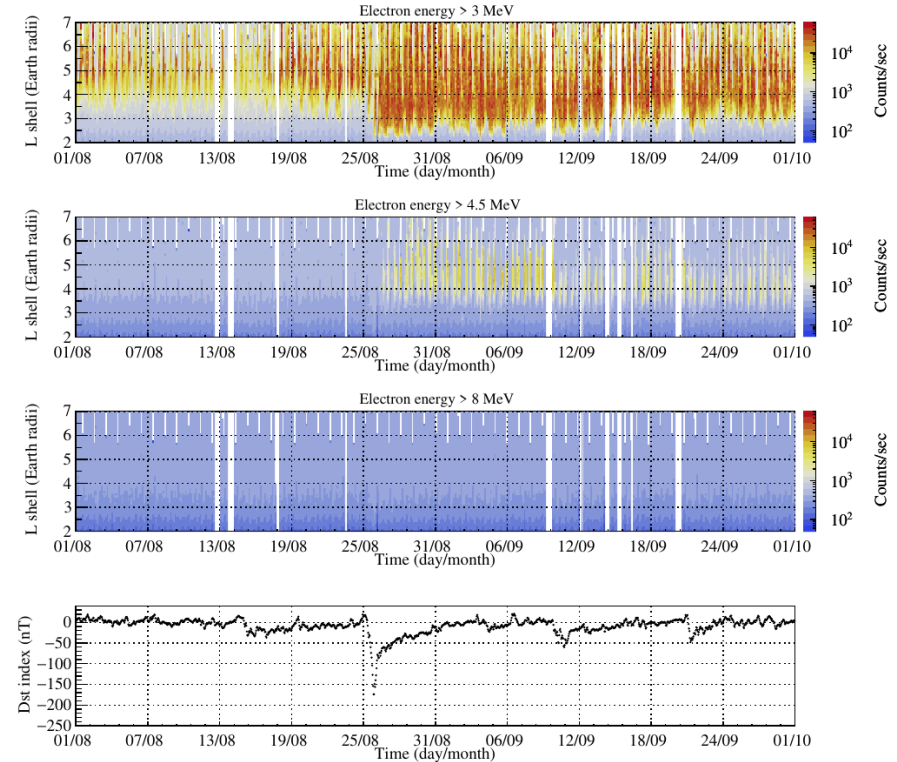 Electron energy > 3 MeV
L shell (Earth radii)
7
6
5
4
3
2
01/08 07/08 13/08 19/08 25/08 31/08 06/09 12/09 18/09 24/09 01/10
Time (day/month)
10⁴
10³
10²
Counts/sec
Electron energy > 4.5 MeV
L shell (Earth radii)
7
6
5
4
3
2
01/08 07/08 13/08 19/08 25/08 31/08 06/09 12/09 18/09 24/09 01/10
Time (day/month)
10⁴
10³
10²
Counts/sec
Electron energy > 8 MeV
L shell (Earth radii)
7
6
5
4
3
2
01/08 07/08 13/08 19/08 25/08 31/08 06/09 12/09 18/09 24/09 01/10
Time (day/month)
10⁴
10³
10²
Counts/sec
Dst index (nT)
0
−50
−100
−150
−200
−250
01/08 07/08 13/08 19/08 25/08 31/08 06/09 12/09 18/09 24/09 01/10
Time (day/month)